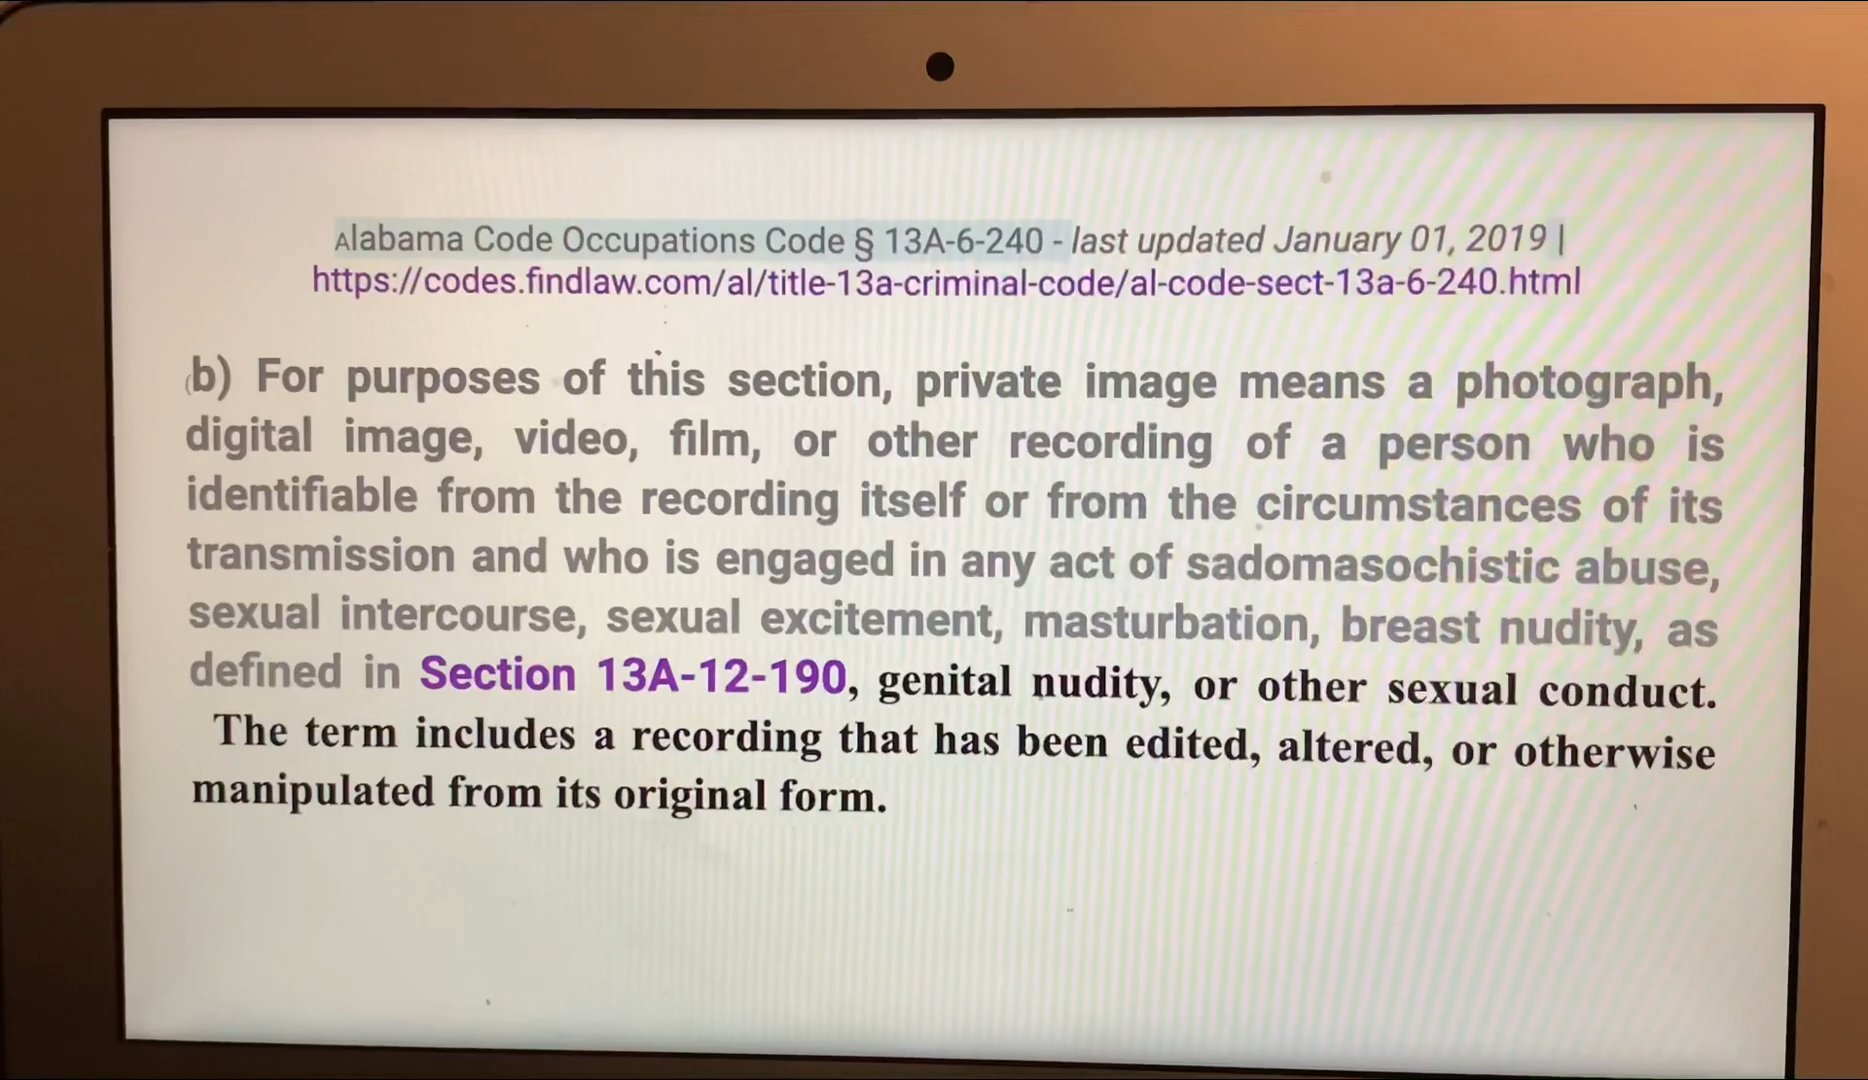 Alabama Code Occupations Code § 13A-6-240 - last updated January 01, 2019 |
https://codes.findlaw.com/al/title-13a-criminal-code/al-code-sect-13a-6-240.html
(b) For purposes of this section, private image means a photograph,
digital image, video, film, or other recording of a person who is
identifiable from the recording itself or from the circumstances of its
transmission and who is engaged in any act of sadomasochistic abuse,
sexual intercourse, sexual excitement, masturbation, breast nudity, as
defined in Section 13A-12-190, genital nudity, or other sexual conduct.
The term includes a recording that has been edited, altered, or otherwise
manipulated from its original form.